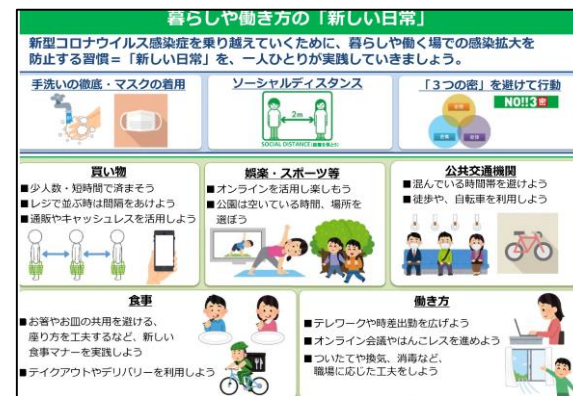 暮らしや働き方の「新しい日常」
新型コロナウイルス感染症を乗り越えていくために、暮らしや働く場での感染拡大を
防止する習慣＝「新しい日常」を、一人ひとりが実践していきましょう。
手洗いの徹底・マスクの着用
ソーシャルディスタンス
2m
SOCIAL DISTANCE
「３つの密」を避けて行動
NO!!3密
買い物
■少人数・短時間で済まそう
■レジで並ぶ時は間隔をあけよう
■通販やキャッシュレスを活用しよう
娯楽・スポーツ等
■オンラインを活用し楽しもう
■公園は空いている時間、場所を
選ぼう
公共交通機関
■混んでいる時間帯を避けよう
■徒歩や、自転車を利用しよう
食事
■お箸やお皿の共用を避ける、
座り方を工夫するなど、新しい
食事マナーを実践しよう
■テイクアウトやデリバリーを利用しよう
働き方
■テレワークや時差出勤を広げよう
■オンライン会議やはんこレスを進めよう
■ついたてや換気、消毒など、
職場に応じた工夫をしよう